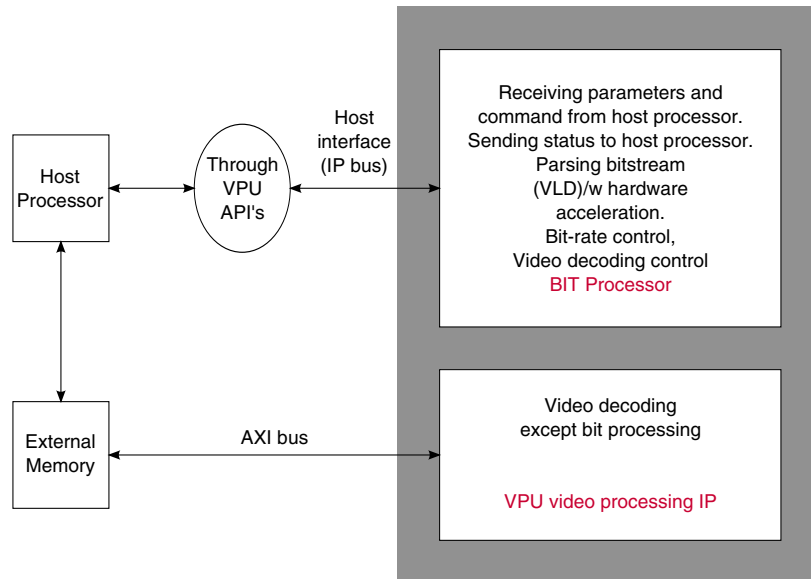 Host
Processor
Through
VPU
API's
Host
interface
(IP bus)
Receiving parameters and
command from host processor.
Sending status to host processor.
Parsing bitstream
(VLD)/w hardware
acceleration.
Bit-rate control,
Video decoding control
BIT Processor
External
Memory
AXI bus
Video decoding
except bit processing
VPU video processing IP